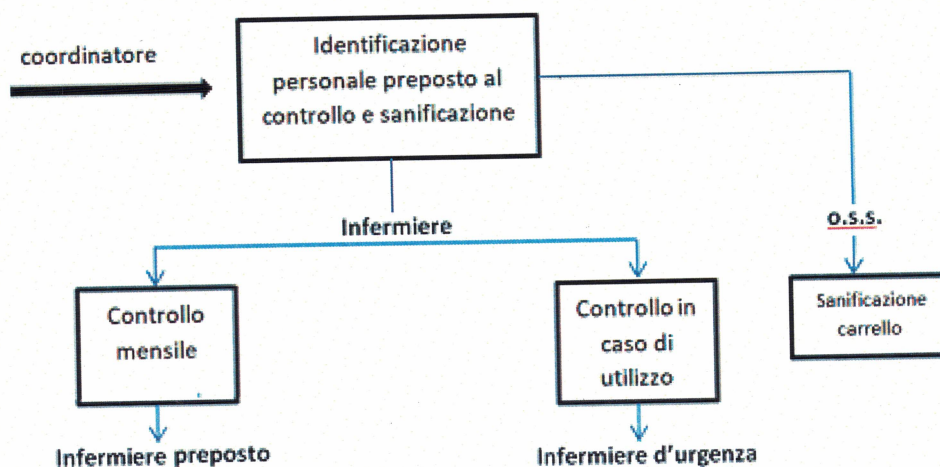 coordinatore
Identificazione
personale preposto al
controllo e sanificazione
Infermiere
o.s.s.
Controllo
mensile
Controllo in
caso di
utilizzo
Sanificazione
carrello
Infermiere preposto
Infermiere d'urgenza